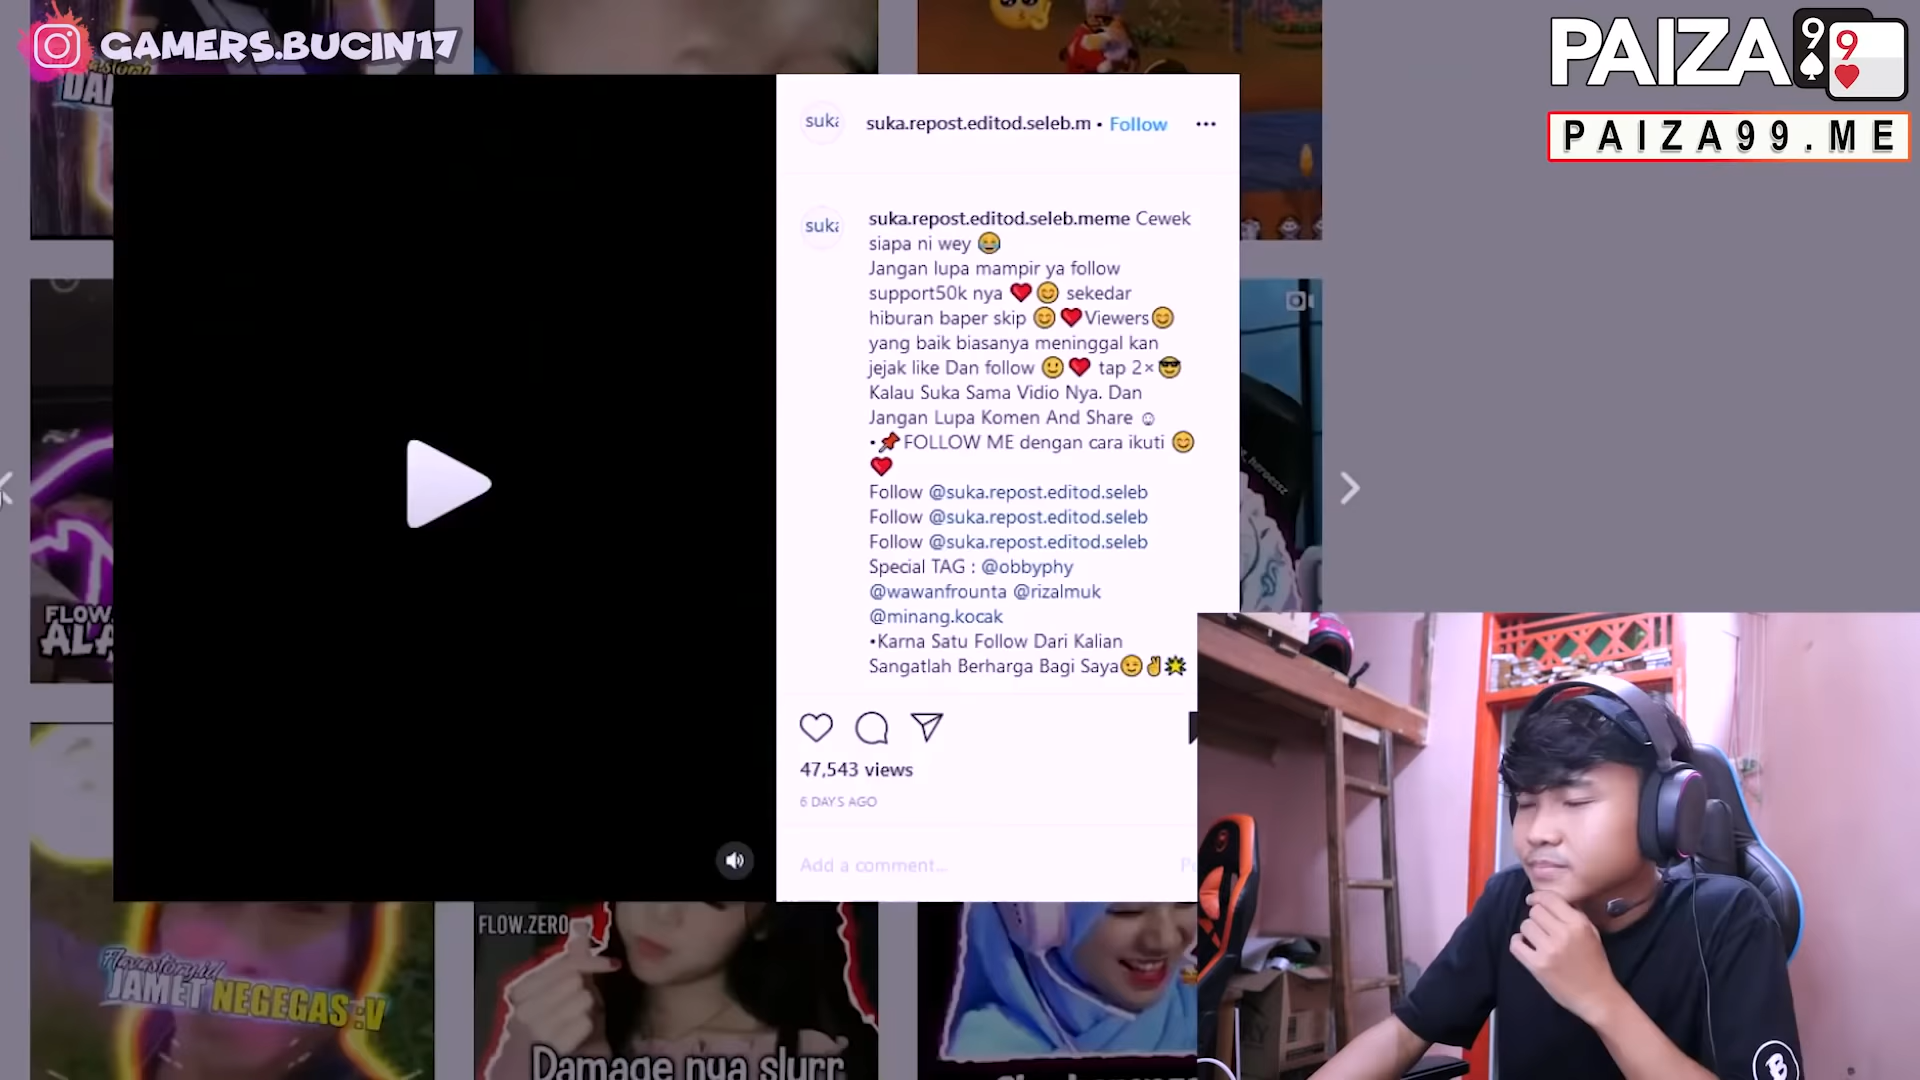 GAMERS.BUCIN17
PAIZA99
PAIZA99.ME
suka.repost.editod.seleb.m • Follow
suka.repost.editod.seleb.meme Cewek
siapa ni wey 😂
Jangan lupa mampir ya follow
support50k nya ❤️😊 sekedar
hiburan baper skip 😊❤️Viewers😊
yang baik biasanya meninggal kan
jejak like Dan follow 🙂❤️ tap 2×😎
Kalau Suka Sama Vidio Nya. Dan
Jangan Lupa Komen And Share ☺
•📌FOLLOW ME dengan cara ikuti 😊
❤️
Follow @suka.repost.editod.seleb
Follow @suka.repost.editod.seleb
Follow @suka.repost.editod.seleb
Special TAG : @obbyphy
@wawanfrounta @rizalmuk
@minang.kocak
•Karna Satu Follow Dari Kalian
Sangatlah Berharga Bagi Saya😉✌️🌟
47,543 views
6 DAYS AGO
Add a comment...
FLOW.
Flavastory.id
JAMET NEGEGAS :V
FLOW.ZERO
Damage nya slurr